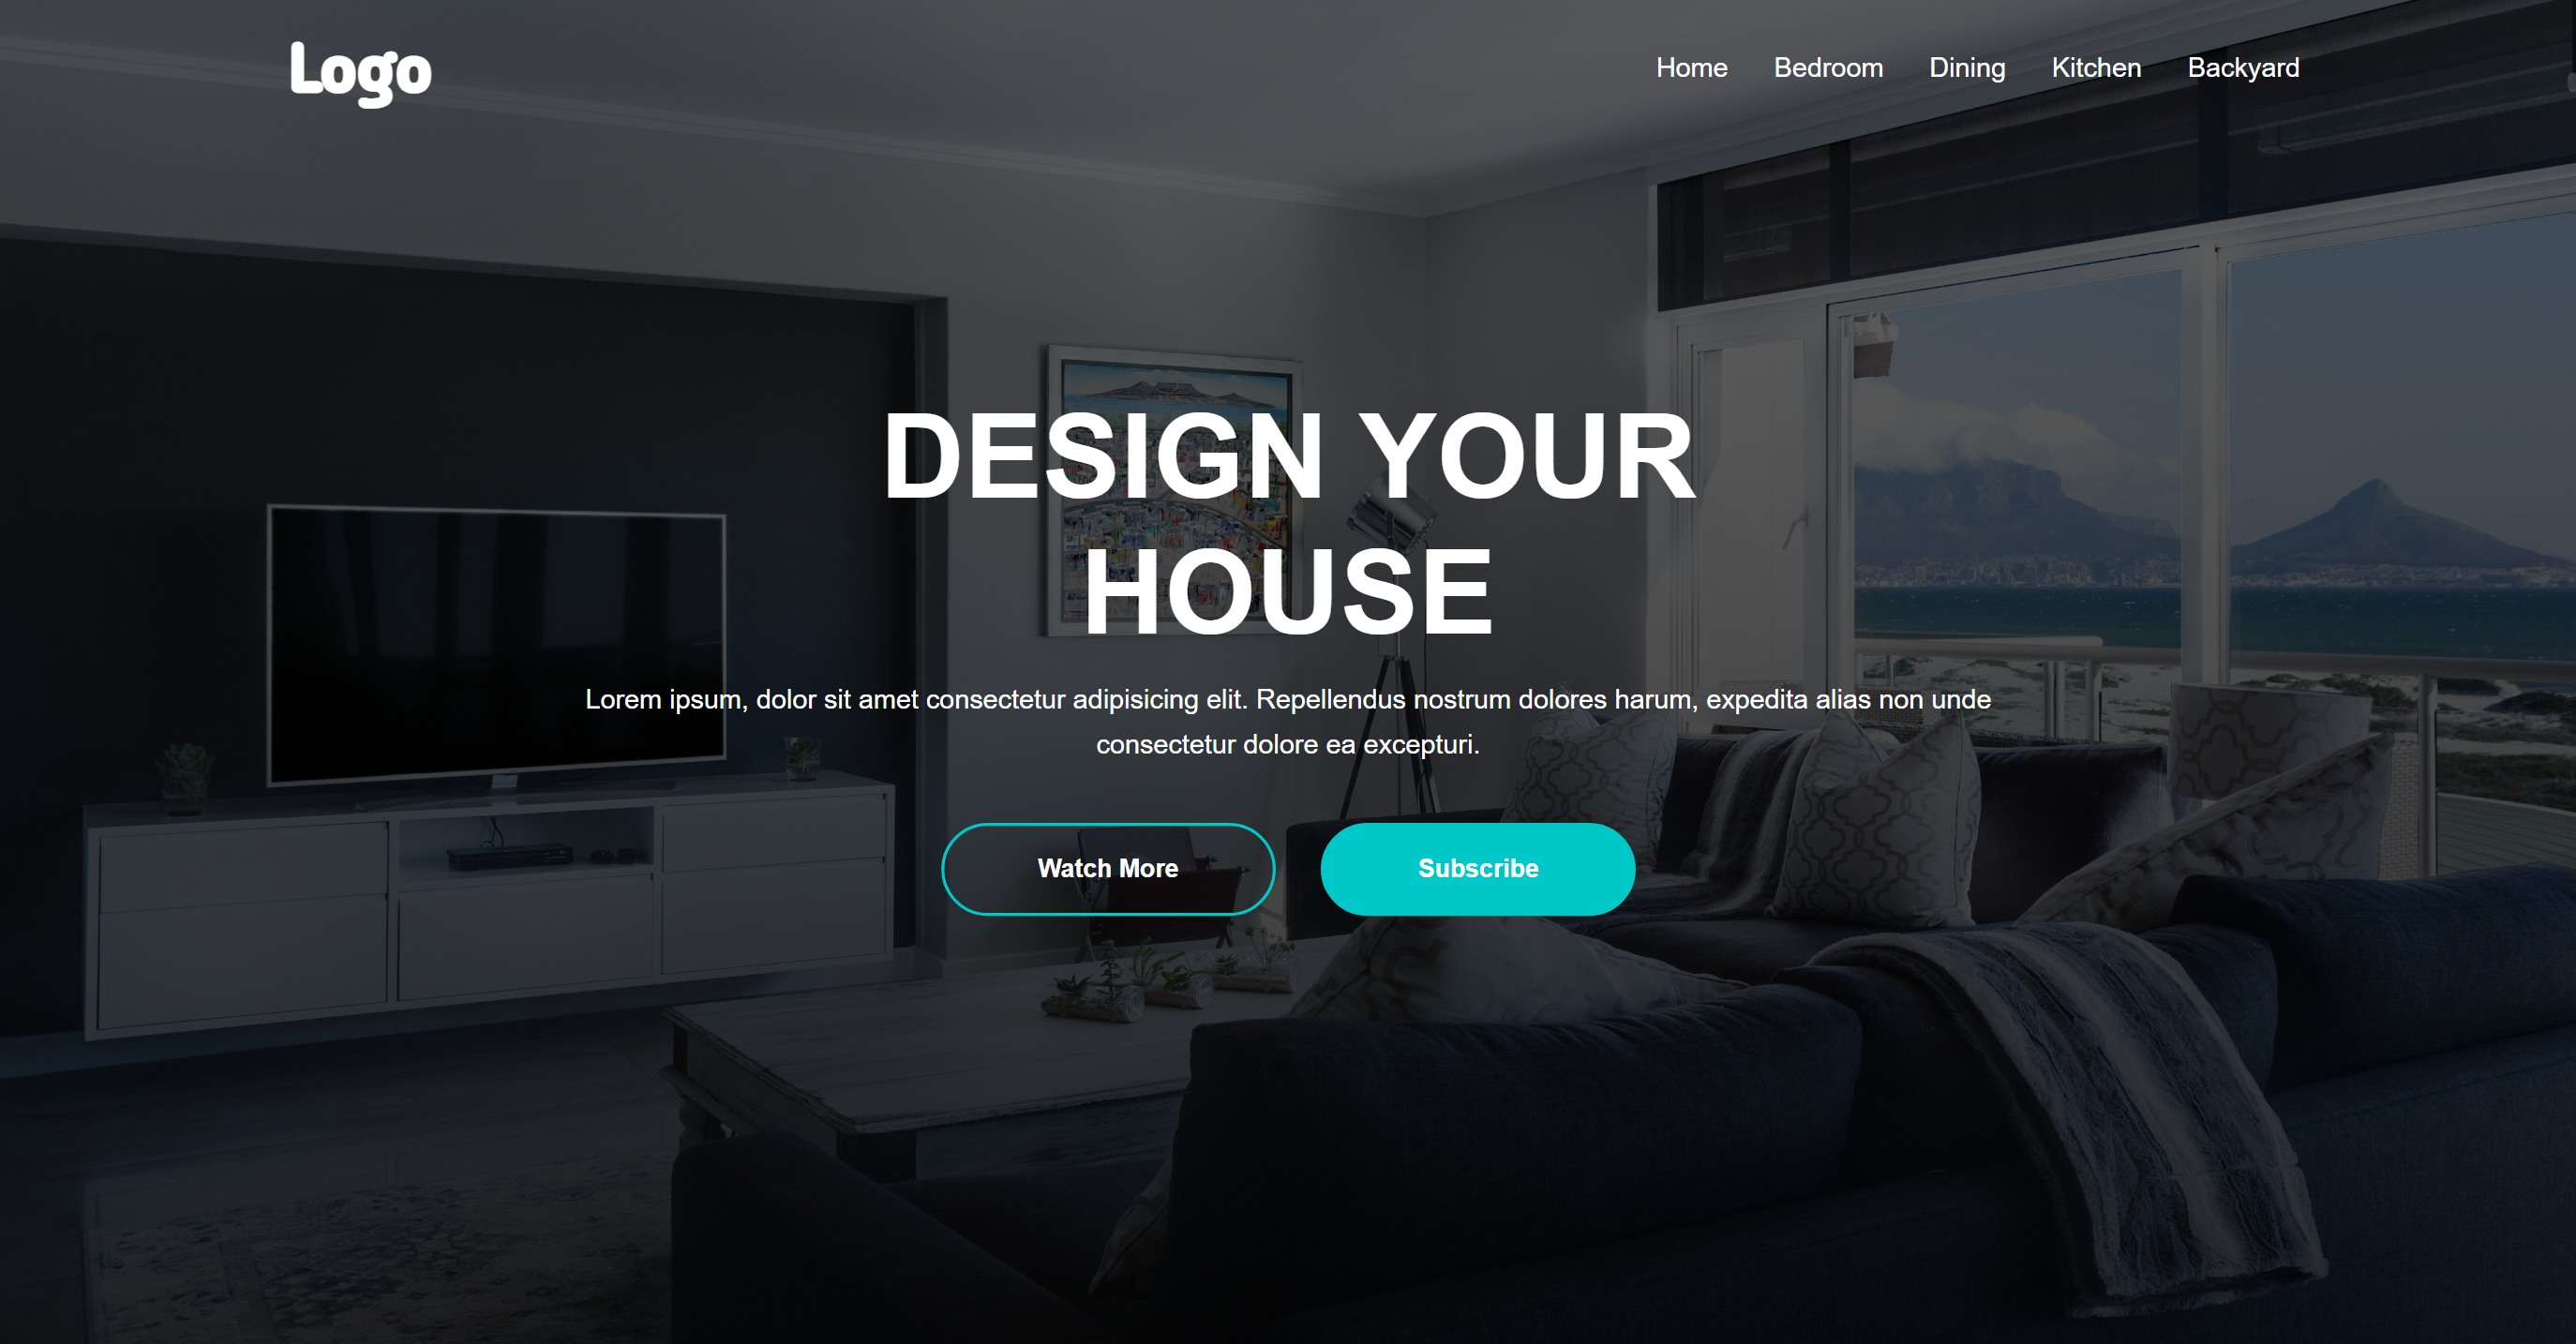 Logo
Home Bedroom Dining Kitchen Backyard
DESIGN YOUR
HOUSE
Lorem ipsum, dolor sit amet consectetur adipisicing elit. Repellendus nostrum dolores harum, expedita alias non unde
consectetur dolore ea excepturi.
Watch More Subscribe